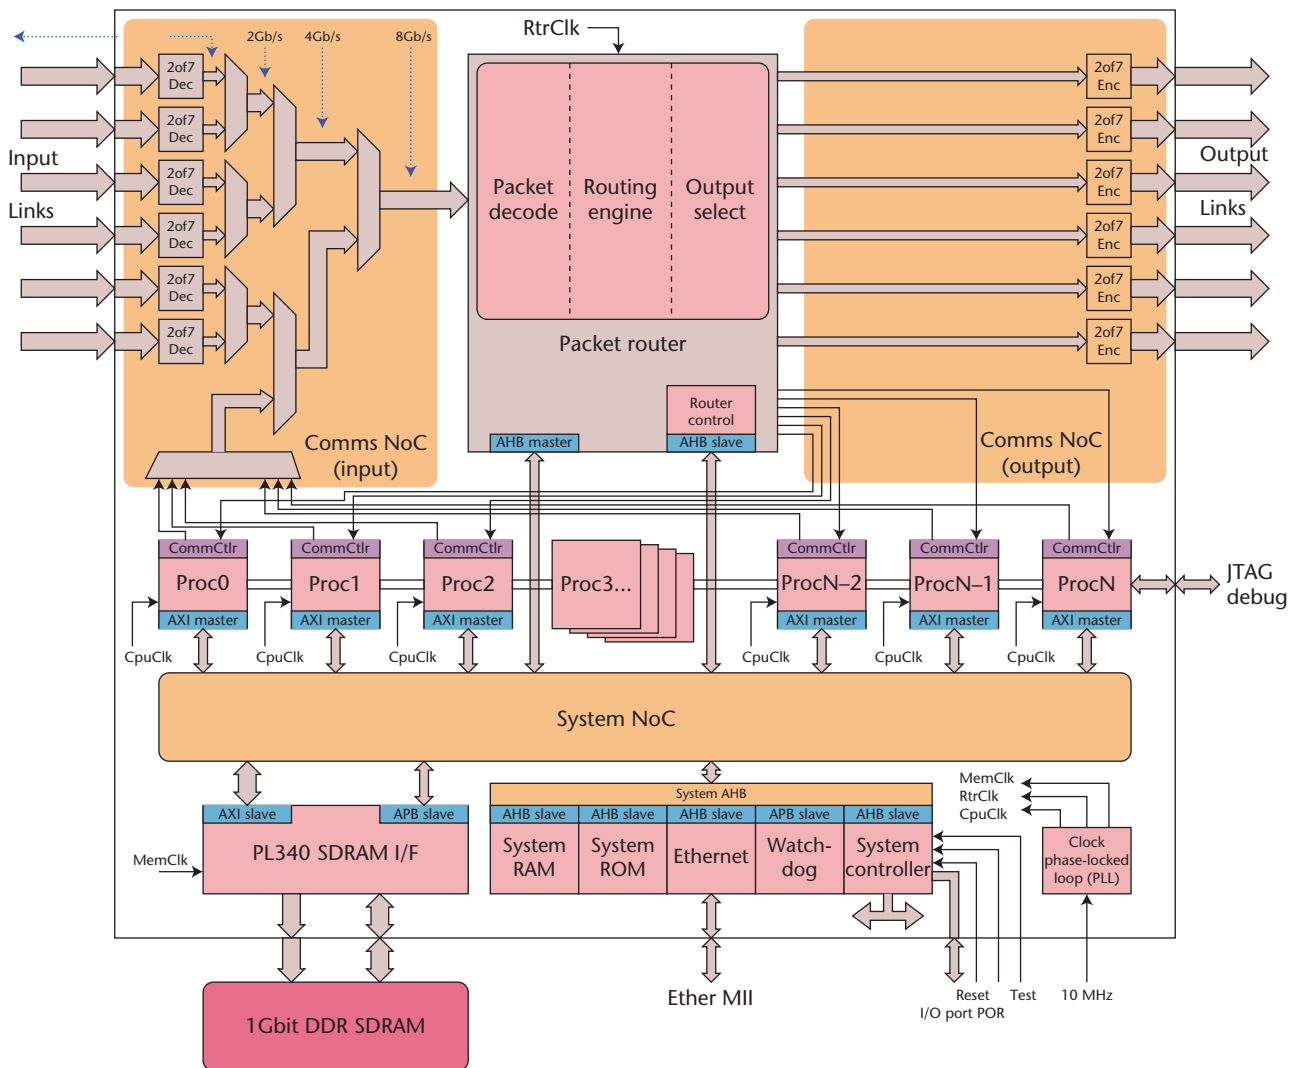 RtrClk
2Gb/s
4Gb/s
8Gb/s
2of7
Dec
2of7
Dec
2of7
Dec
2of7
Dec
2of7
Dec
2of7
Dec
Input
Links
Packet
decode
Routing
engine
Output
select
Packet router
Router
control
AHB master
AHB slave
2of7
Enc
2of7
Enc
2of7
Enc
2of7
Enc
2of7
Enc
2of7
Enc
Output
Links
Comms NoC
(input)
Comms NoC
(output)
CommCtlr
Proc0
AXI master
CpuClk
CommCtlr
Proc1
AXI master
CpuClk
CommCtlr
Proc2
AXI master
CpuClk
Proc3...
CommCtlr
ProcN–2
AXI master
CpuClk
CommCtlr
ProcN–1
AXI master
CpuClk
CommCtlr
ProcN
AXI master
CpuClk
JTAG
debug
System NoC
AXI slave
APB slave
PL340 SDRAM I/F
MemClk
System AHB
AHB slave
System
RAM
AHB slave
System
ROM
AHB slave
Ethernet
APB slave
Watch-
dog
AHB slave
System
controller
MemClk
RtrClk
CpuClk
Clock
phase-locked
loop (PLL)
1Gbit DDR SDRAM
Ether MII
Reset
Test
I/O port POR
10 MHz